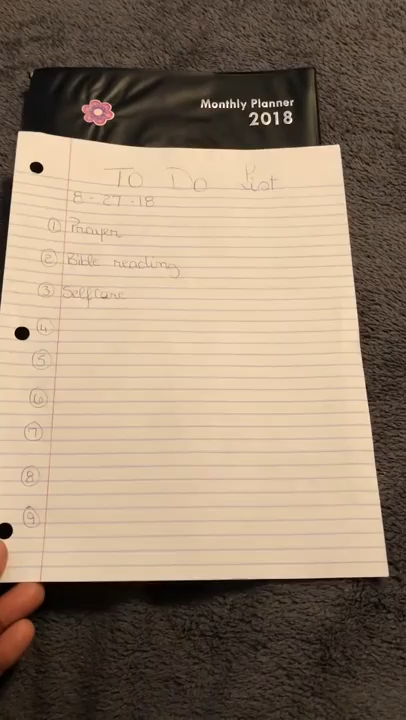 Monthly Planner
2018
To Do List
8-27-18
① Prayer
② Bible reading
③ Selfcare
④
⑤
⑥
⑦
⑧
⑨